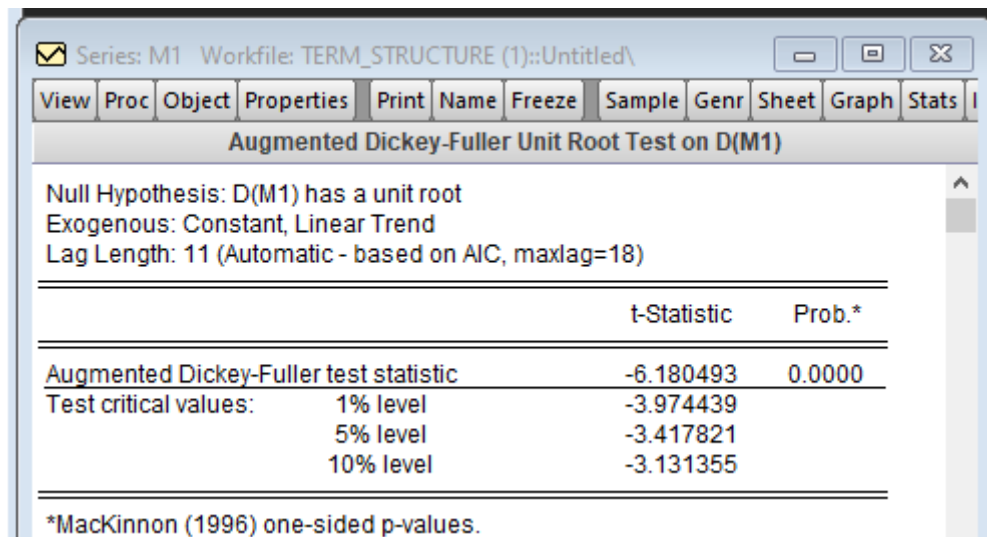 Series: M1 Workfile: TERM_STRUCTURE (1)::Untitled\
View Proc Object Properties Print Name Freeze Sample Genr Sheet Graph Stats
Augmented Dickey-Fuller Unit Root Test on D(M1)
Null Hypothesis: D(M1) has a unit root
Exogenous: Constant, Linear Trend
Lag Length: 11 (Automatic - based on AIC, maxlag=18)
t-Statistic Prob.*
Augmented Dickey-Fuller test statistic -6.180493 0.0000
Test critical values: 1% level -3.974439
5% level -3.417821
10% level -3.131355
*MacKinnon (1996) one-sided p-values.